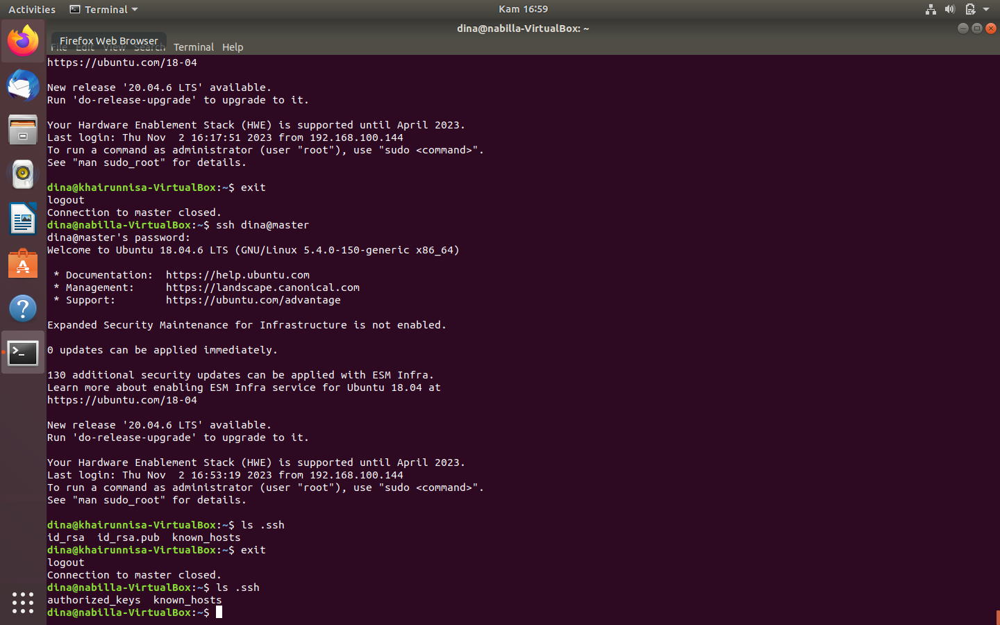 Activities Terminal Kam 16:59
dina@nabilla-VirtualBox: ~
Firefox Web Browser
File Edit View Search Terminal Help
https://ubuntu.com/18-04
New release '20.04.6 LTS' available.
Run 'do-release-upgrade' to upgrade to it.
Your Hardware Enablement Stack (HWE) is supported until April 2023.
Last login: Thu Nov  2 16:17:51 2023 from 192.168.100.144
To run a command as administrator (user "root"), use "sudo <command>".
See "man sudo_root" for details.
dina@khairunnisa-VirtualBox:~$ exit
logout
Connection to master closed.
dina@nabilla-VirtualBox:~$ ssh dina@master
dina@master's password:
Welcome to Ubuntu 18.04.6 LTS (GNU/Linux 5.4.0-150-generic x86_64)
* Documentation:  https://help.ubuntu.com
* Management:     https://landscape.canonical.com
* Support:        https://ubuntu.com/advantage
Expanded Security Maintenance for Infrastructure is not enabled.
0 updates can be applied immediately.
130 additional security updates can be applied with ESM Infra.
Learn more about enabling ESM Infra service for Ubuntu 18.04 at
https://ubuntu.com/18-04
New release '20.04.6 LTS' available.
Run 'do-release-upgrade' to upgrade to it.
Your Hardware Enablement Stack (HWE) is supported until April 2023.
Last login: Thu Nov  2 16:53:19 2023 from 192.168.100.144
To run a command as administrator (user "root"), use "sudo <command>".
See "man sudo_root" for details.
dina@khairunnisa-VirtualBox:~$ ls .ssh
id_rsa  id_rsa.pub  known_hosts
dina@khairunnisa-VirtualBox:~$ exit
logout
Connection to master closed.
dina@nabilla-VirtualBox:~$ ls .ssh
authorized_keys  known_hosts
dina@nabilla-VirtualBox:~$